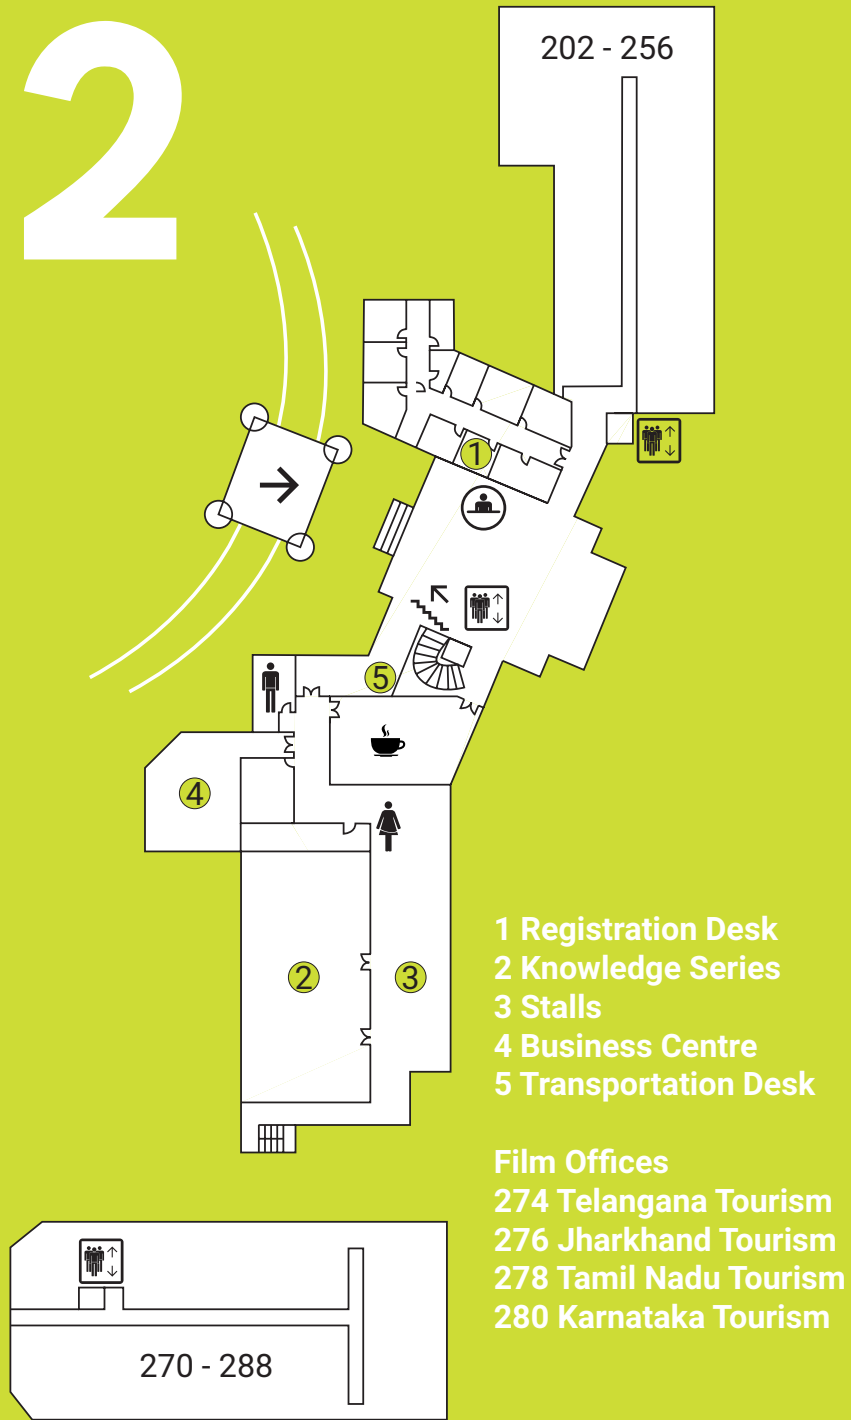 2
202 - 256
1
5
4
2
3
1 Registration Desk
2 Knowledge Series
3 Stalls
4 Business Centre
5 Transportation Desk
Film Offices
274 Telangana Tourism
276 Jharkhand Tourism
278 Tamil Nadu Tourism
280 Karnataka Tourism
270 - 288